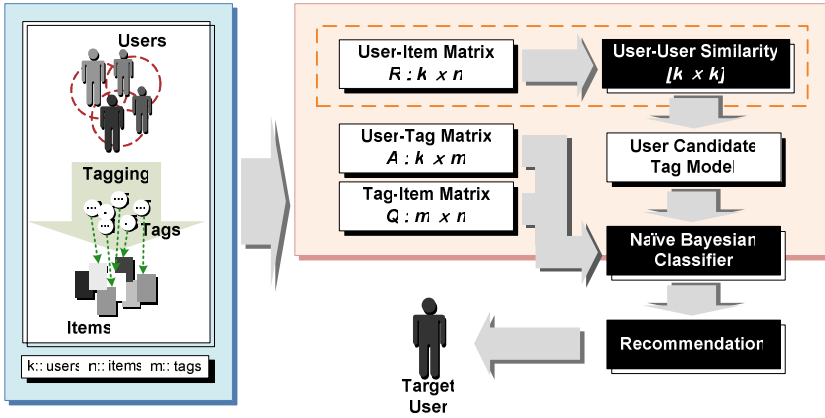 Users
Tagging
Tags
Items
k:: users n:: items m:: tags
User-Item Matrix
R : k × n
User-User Similarity
[k × k]
User-Tag Matrix
A : k × m
Tag-Item Matrix
Q : m × n
User Candidate
Tag Model
Naïve Bayesian
Classifier
Recommendation
Target
User